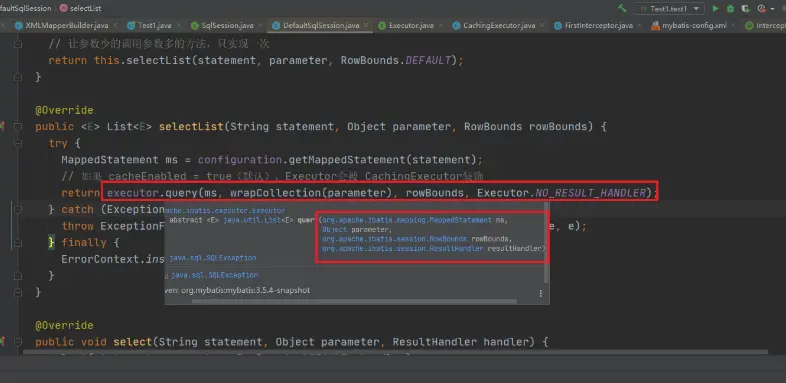 faultSqlSession selectList
Test1.test1
XMLMapperBuilder.java Test1.java SqlSession.java DefaultSqlSession.java Executor.java CachingExecutor.java FirstInterceptor.java mybatis-config.xml Intercept
// 让参数少的调用参数多的方法，只实现一次
return this.selectList(statement, parameter, RowBounds.DEFAULT);
}
@Override
public <E> List<E> selectList(String statement, Object parameter, RowBounds rowBounds) {
try {
MappedStatement ms = configuration.getMappedStatement(statement);
// 如果 cacheEnabled = true（默认），Executor会被 CachingExecutor装饰
return executor.query(ms, wrapCollection(parameter), rowBounds, Executor.NO_RESULT_HANDLER);
} catch (Exception
ache.ibatis.executor.Executor
abstract <E> java.util.List<E> query(org.apache.ibatis.mapping.MappedStatement ms,
throw ExceptionF
Object parameter,
e, e);
org.apache.ibatis.session.RowBounds rowBounds,
} finally {
org.apache.ibatis.session.ResultHandler resultHandler)
ErrorContext.ins
java.sql.SQLException
}
java.sql.SQLException
}
ven: org.mybatis:mybatis:3.5.4-snapshot
@Override
public void select(String statement, Object parameter, ResultHandler handler) {